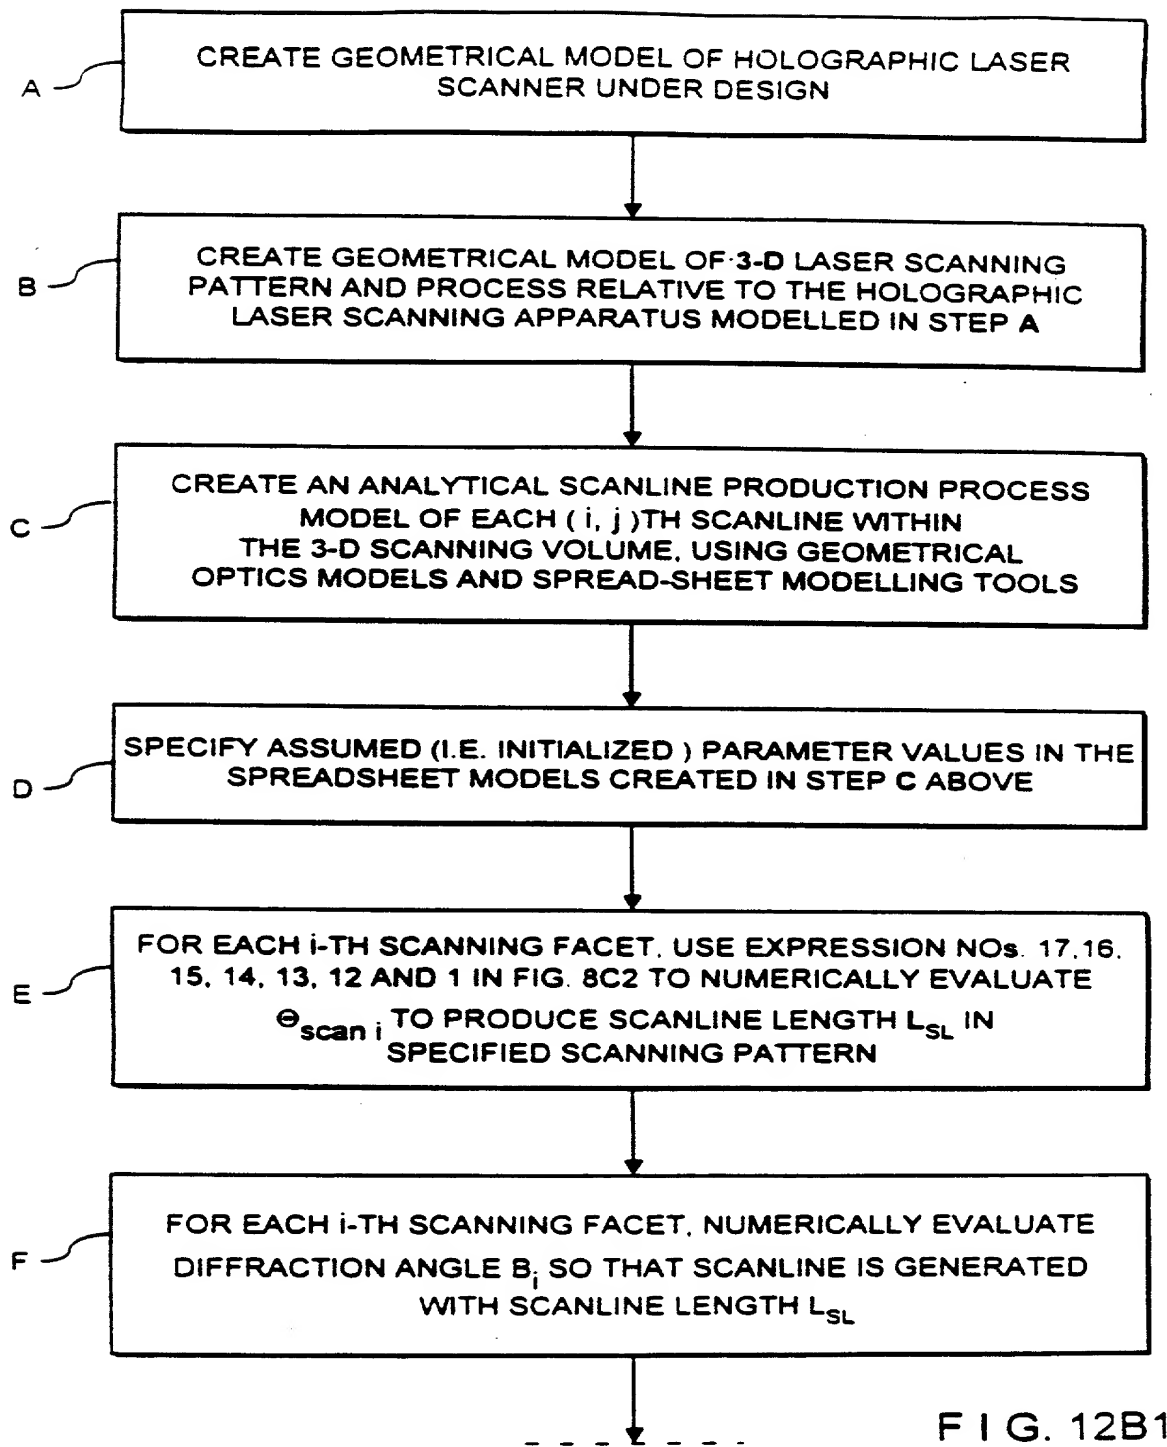 A
CREATE GEOMETRICAL MODEL OF HOLOGRAPHIC LASER
SCANNER UNDER DESIGN
B
CREATE GEOMETRICAL MODEL OF 3-D LASER SCANNING
PATTERN AND PROCESS RELATIVE TO THE HOLOGRAPHIC
LASER SCANNING APPARATUS MODELLED IN STEP A
C
CREATE AN ANALYTICAL SCANLINE PRODUCTION PROCESS
MODEL OF EACH ( i, j )TH SCANLINE WITHIN
THE 3-D SCANNING VOLUME, USING GEOMETRICAL
OPTICS MODELS AND SPREAD-SHEET MODELLING TOOLS
D
SPECIFY ASSUMED (I.E. INITIALIZED ) PARAMETER VALUES IN THE
SPREADSHEET MODELS CREATED IN STEP C ABOVE
E
FOR EACH i-TH SCANNING FACET, USE EXPRESSION NOs. 17,16,
15, 14, 13, 12 AND 1 IN FIG. 8C2 TO NUMERICALLY EVALUATE
Θscan i TO PRODUCE SCANLINE LENGTH LSL IN
SPECIFIED SCANNING PATTERN
F
FOR EACH i-TH SCANNING FACET, NUMERICALLY EVALUATE
DIFFRACTION ANGLE Bi SO THAT SCANLINE IS GENERATED
WITH SCANLINE LENGTH LSL
FIG. 12B1